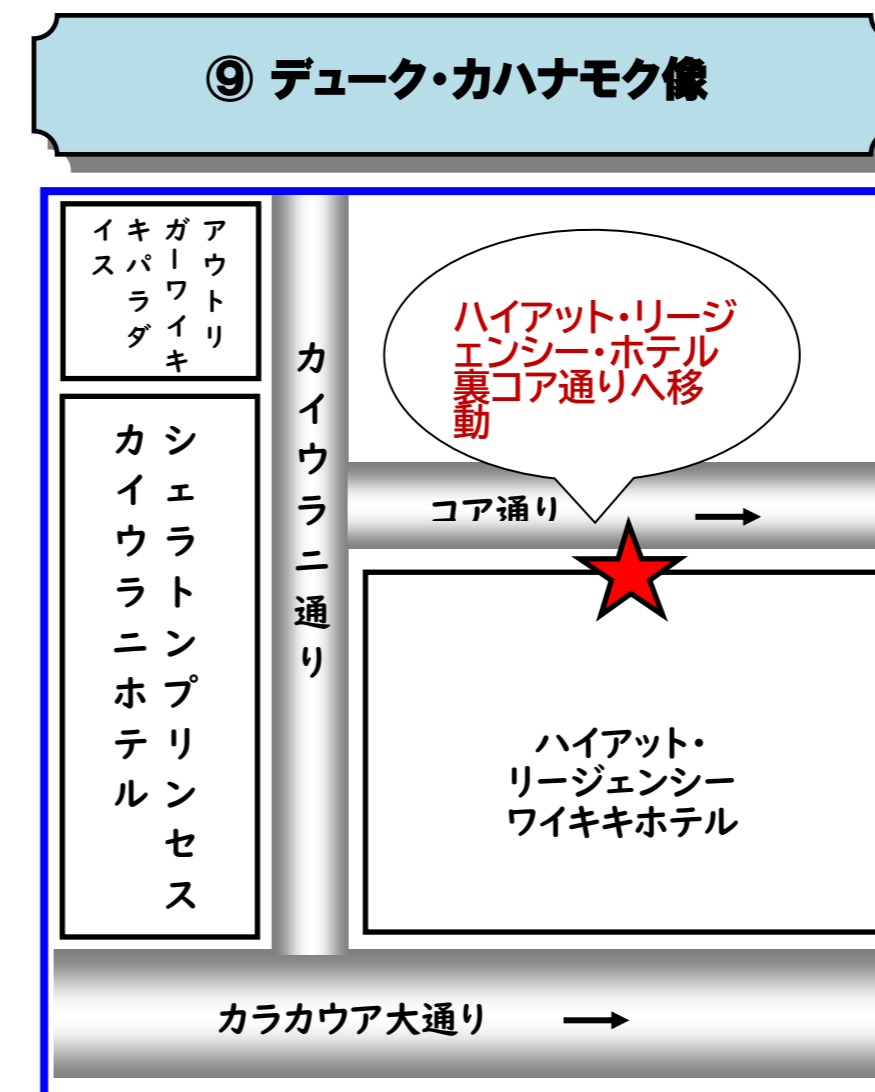 ⑨ デューク・カハナモク像
アウトリ
ガーワイキ
キパラダ
イス
カイウラニ通り
ハイアット・リージ
ェンシー・ホテル
裏コア通りへ移
動
コア通り →
シェラトンプリンセス
カイウラニホテル
ハイアット・
リージェンシー
ワイキキホテル
カラカウア大通り →